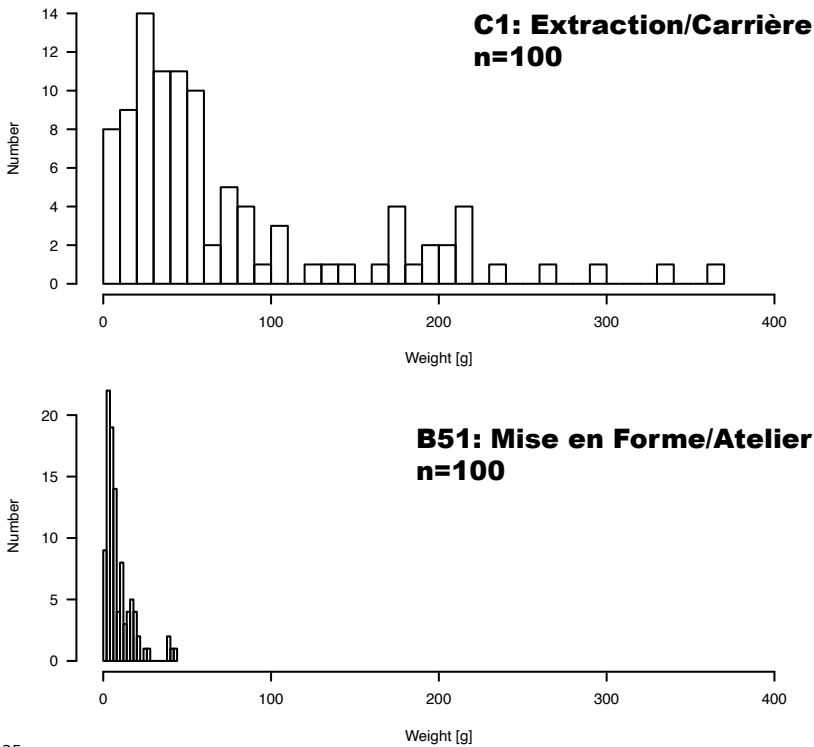 C1: Extraction/Carrière
n=100
14
12
10
8
6
4
2
0
Number
0 100 200 300 400
Weight [g]
B51: Mise en Forme/Atelier
n=100
20
15
10
5
0
Number
0 100 200 300 400
Weight [g]